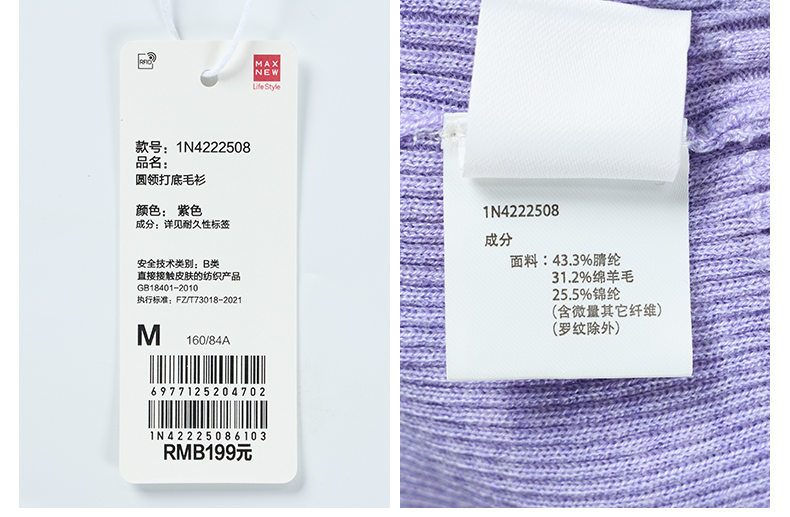 RFID
MAX
NEW
LifeStyle
款号：1N4222508
品名：
圆领打底毛衫
颜色：紫色
成分：详见耐久性标签
安全技术类别：B类
直接接触皮肤的纺织产品
GB18401-2010
执行标准：FZ/T73018-2021
M 160/84A
6977125204702
1N42225086103
RMB199元
1N4222508
成分
面料：43.3%腈纶
31.2%绵羊毛
25.5%锦纶
（含微量其它纤维）
（罗纹除外）